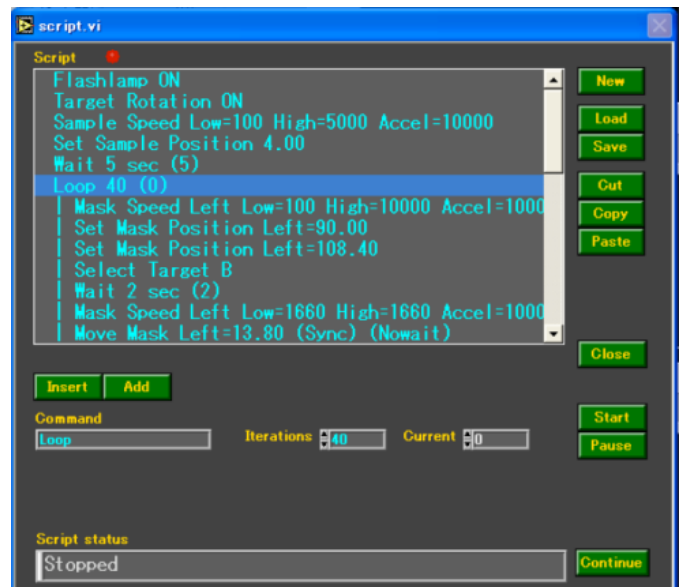 script.vi
Script
Flashlamp ON
Target Rotation ON
Sample Speed Low=100 High=5000 Accel=10000
Set Sample Position 4.00
Wait 5 sec (5)
Loop 40 (0)
| Mask Speed Left Low=100 High=10000 Accel=1000
| Set Mask Position Left=90.00
| Set Mask Position Left=108.40
| Select Target B
| Wait 2 sec (2)
| Mask Speed Left Low=1660 High=1660 Accel=1000
| Move Mask Left=13.80 (Sync) (Nowait)
New
Load
Save
Cut
Copy
Paste
Close
Insert Add
Command
Loop
Iterations 40 Current 0
Start
Pause
Script status
Stopped
Continue